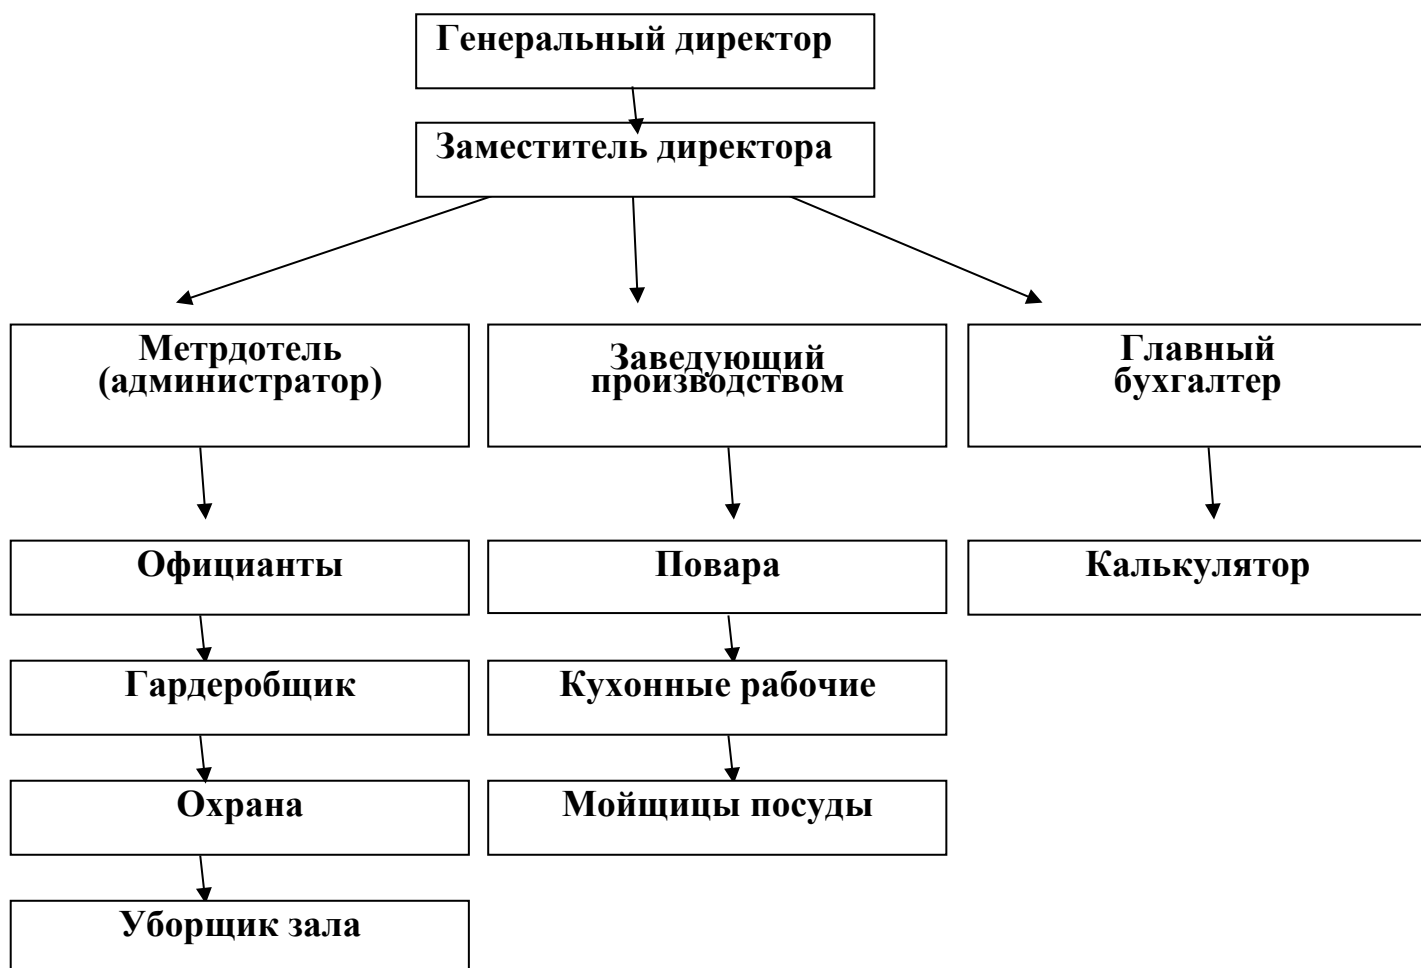 Генеральный директор
Заместитель директора
Метрдотель
(администратор)
Заведующий
производством
Главный
бухгалтер
Официанты
Повара
Калькулятор
Гардеробщик
Кухонные рабочие
Охрана
Мойщицы посуды
Уборщик зала